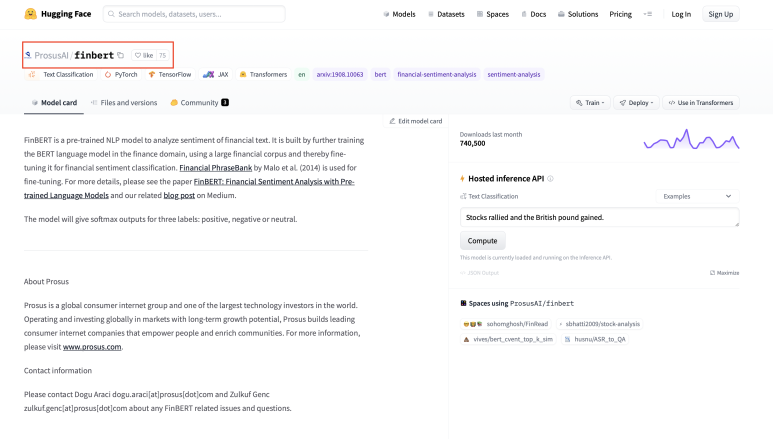 Hugging Face
Search models, datasets, users...
Models
Datasets
Spaces
Docs
Solutions
Pricing
Log In
Sign Up
ProsusAI/finbert
like 75
Text Classification
PyTorch
TensorFlow
JAX
Transformers
en
arxiv:1908.10063
bert
financial-sentiment-analysis
sentiment-analysis
Model card
Files and versions
Community 3
Train
Deploy
</> Use in Transformers
Edit model card
FinBERT is a pre-trained NLP model to analyze sentiment of financial text. It is built by further training
the BERT language model in the finance domain, using a large financial corpus and thereby fine-
tuning it for financial sentiment classification. Financial PhraseBank by Malo et al. (2014) is used for
fine-tuning. For more details, please see the paper FinBERT: Financial Sentiment Analysis with Pre-
trained Language Models and our related blog post on Medium.
The model will give softmax outputs for three labels: positive, negative or neutral.
About Prosus
Prosus is a global consumer internet group and one of the largest technology investors in the world.
Operating and investing globally in markets with long-term growth potential, Prosus builds leading
consumer internet companies that empower people and enrich communities. For more information,
please visit www.prosus.com.
Contact information
Please contact Dogu Araci dogu.araci[at]prosus[dot]com and Zulkuf Genc
zulkuf.genc[at]prosus[dot]com about any FinBERT related issues and questions.
Downloads last month
740,500
Hosted inference API
Text Classification
Examples
Stocks rallied and the British pound gained.
Compute
This model is currently loaded and running on the Inference API.
JSON Output
Maximize
Spaces using ProsusAI/finbert
sohomghosh/FinRead
sbhatti2009/stock-analysis
vives/bert_cvent_top_k_sim
husnu/ASR_to_QA